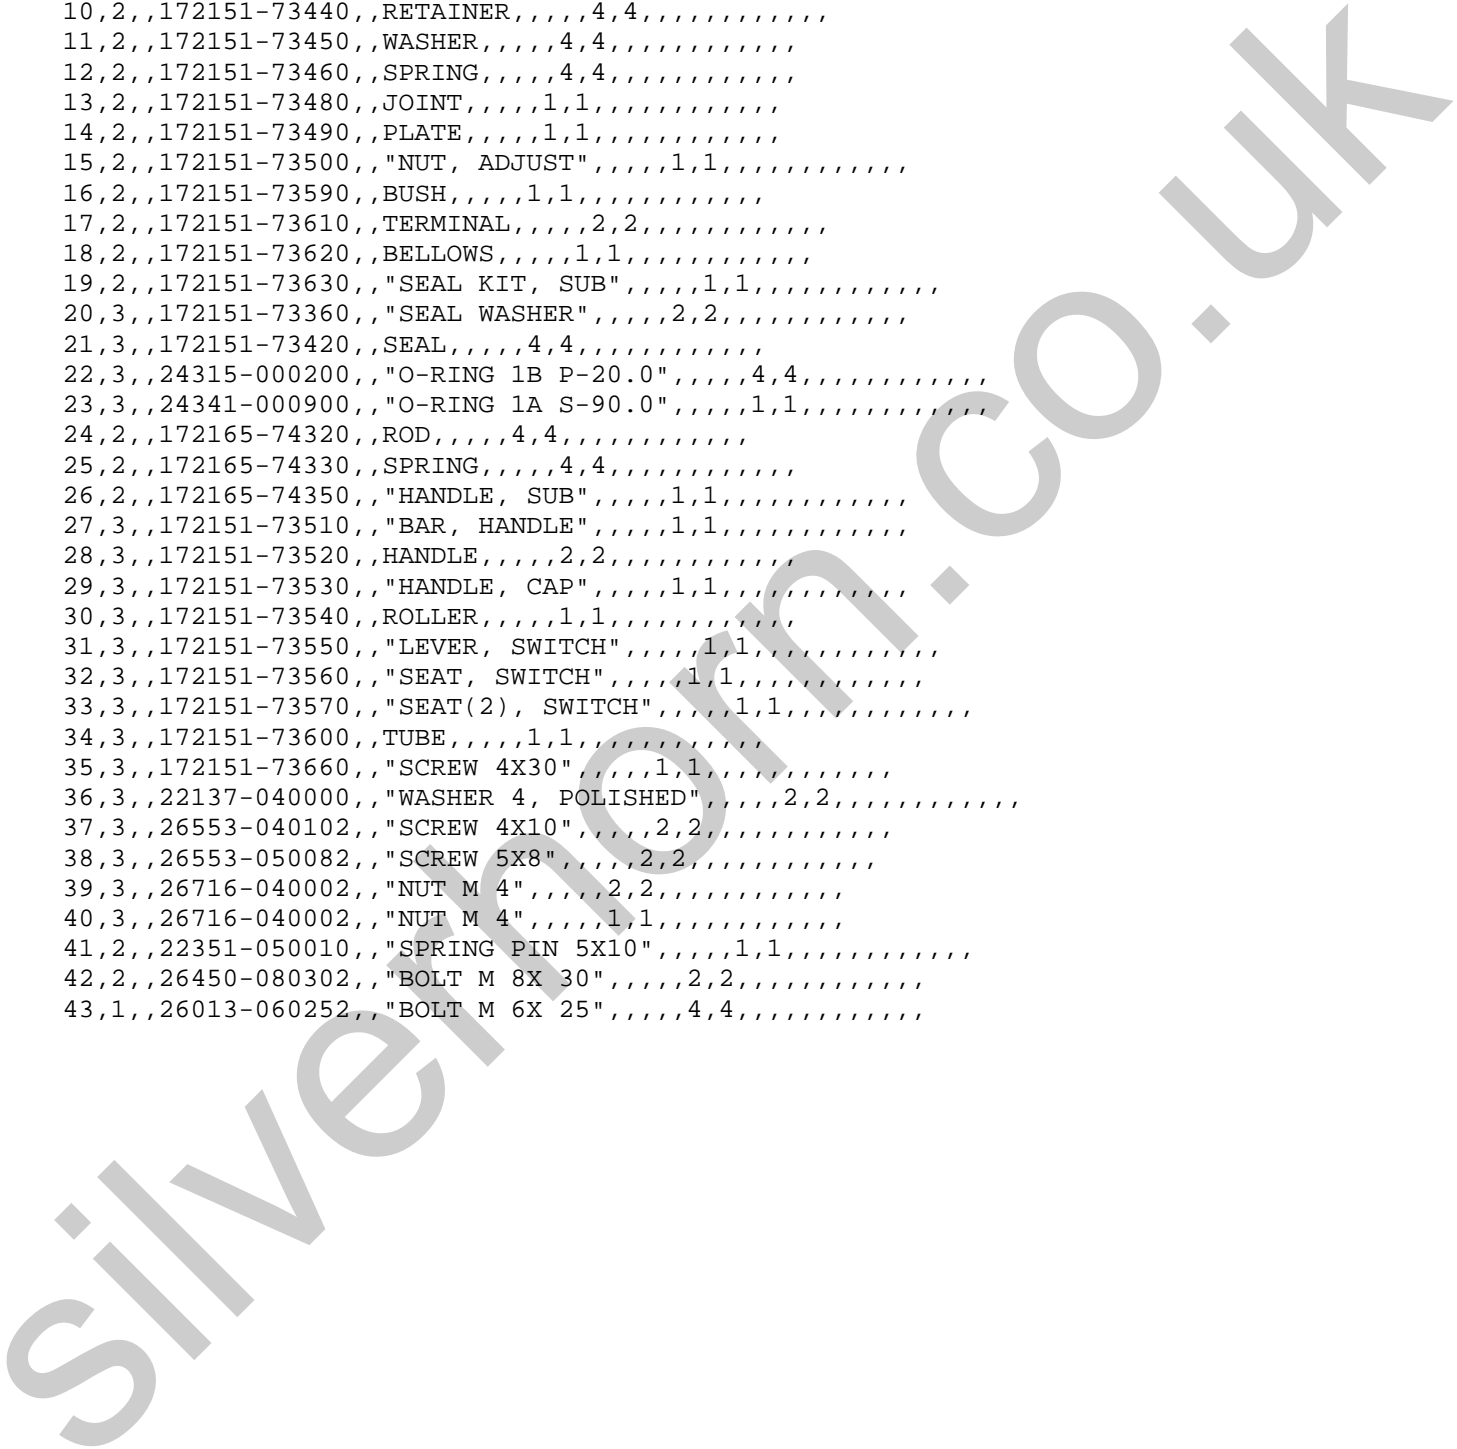 10,2,,172151-73440,,RETAINER,,,,,4,4,,,,,,,,,,,,
11,2,,172151-73450,,WASHER,,,,,4,4,,,,,,,,,,,,
12,2,,172151-73460,,SPRING,,,,,4,4,,,,,,,,,,,,
13,2,,172151-73480,,JOINT,,,,,1,1,,,,,,,,,,,,
14,2,,172151-73490,,PLATE,,,,,1,1,,,,,,,,,,,,
15,2,,172151-73500,,"NUT, ADJUST",,,,,1,1,,,,,,,,,,,,
16,2,,172151-73590,,BUSH,,,,,1,1,,,,,,,,,,,,
17,2,,172151-73610,,TERMINAL,,,,,2,2,,,,,,,,,,,,
18,2,,172151-73620,,BELLOWS,,,,,1,1,,,,,,,,,,,,
19,2,,172151-73630,,"SEAL KIT, SUB",,,,,1,1,,,,,,,,,,,,
20,3,,172151-73360,,"SEAL WASHER",,,,,2,2,,,,,,,,,,,,
21,3,,172151-73420,,SEAL,,,,,4,4,,,,,,,,,,,,
22,3,,24315-000200,,"O-RING 1B P-20.0",,,,,4,4,,,,,,,,,,,,
23,3,,24341-000900,,"O-RING 1A S-90.0",,,,,1,1,,,,,,,,,,,,
24,2,,172165-74320,,ROD,,,,,4,4,,,,,,,,,,,,
25,2,,172165-74330,,SPRING,,,,,4,4,,,,,,,,,,,,
26,2,,172165-74350,,"HANDLE, SUB",,,,,1,1,,,,,,,,,,,,
27,3,,172151-73510,,"BAR, HANDLE",,,,,1,1,,,,,,,,,,,,
28,3,,172151-73520,,HANDLE,,,,,2,2,,,,,,,,,,,,
29,3,,172151-73530,,"HANDLE, CAP",,,,,1,1,,,,,,,,,,,,
30,3,,172151-73540,,ROLLER,,,,,1,1,,,,,,,,,,,,
31,3,,172151-73550,,"LEVER, SWITCH",,,,,1,1,,,,,,,,,,,,
32,3,,172151-73560,,"SEAT, SWITCH",,,,,1,1,,,,,,,,,,,,
33,3,,172151-73570,,"SEAT(2), SWITCH",,,,,1,1,,,,,,,,,,,,
34,3,,172151-73600,,TUBE,,,,,1,1,,,,,,,,,,,,
35,3,,172151-73660,,"SCREW 4X30",,,,,1,1,,,,,,,,,,,,
36,3,,22137-040000,,"WASHER 4, POLISHED",,,,,2,2,,,,,,,,,,,,
37,3,,26553-040102,,"SCREW 4X10",,,,,2,2,,,,,,,,,,,,
38,3,,26553-050082,,"SCREW 5X8",,,,,2,2,,,,,,,,,,,,
39,3,,26716-040002,,"NUT M 4",,,,,2,2,,,,,,,,,,,,
40,3,,26716-040002,,"NUT M 4",,,,,1,1,,,,,,,,,,,,
41,2,,22351-050010,,"SPRING PIN 5X10",,,,,1,1,,,,,,,,,,,,
42,2,,26450-080302,,"BOLT M 8X 30",,,,,2,2,,,,,,,,,,,,
43,1,,26013-060252,,"BOLT M 6X 25",,,,,4,4,,,,,,,,,,,,
silverhorn.co.uk